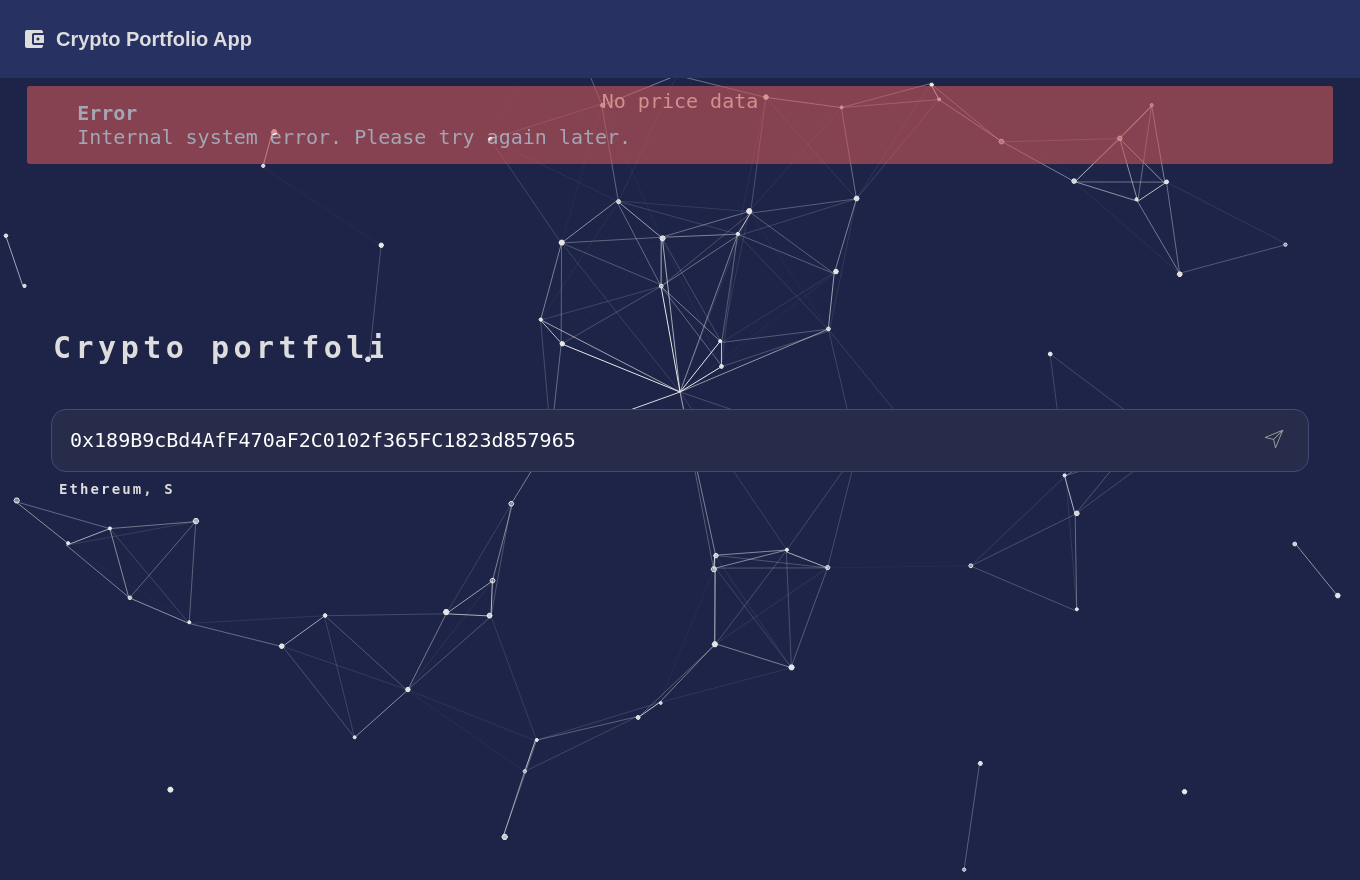 Crypto Portfolio App
No price data
Error
Internal system error. Please try again later.
Crypto portfoli
0x189B9cBd4AfF470aF2C0102f365FC1823d857965
Ethereum, S